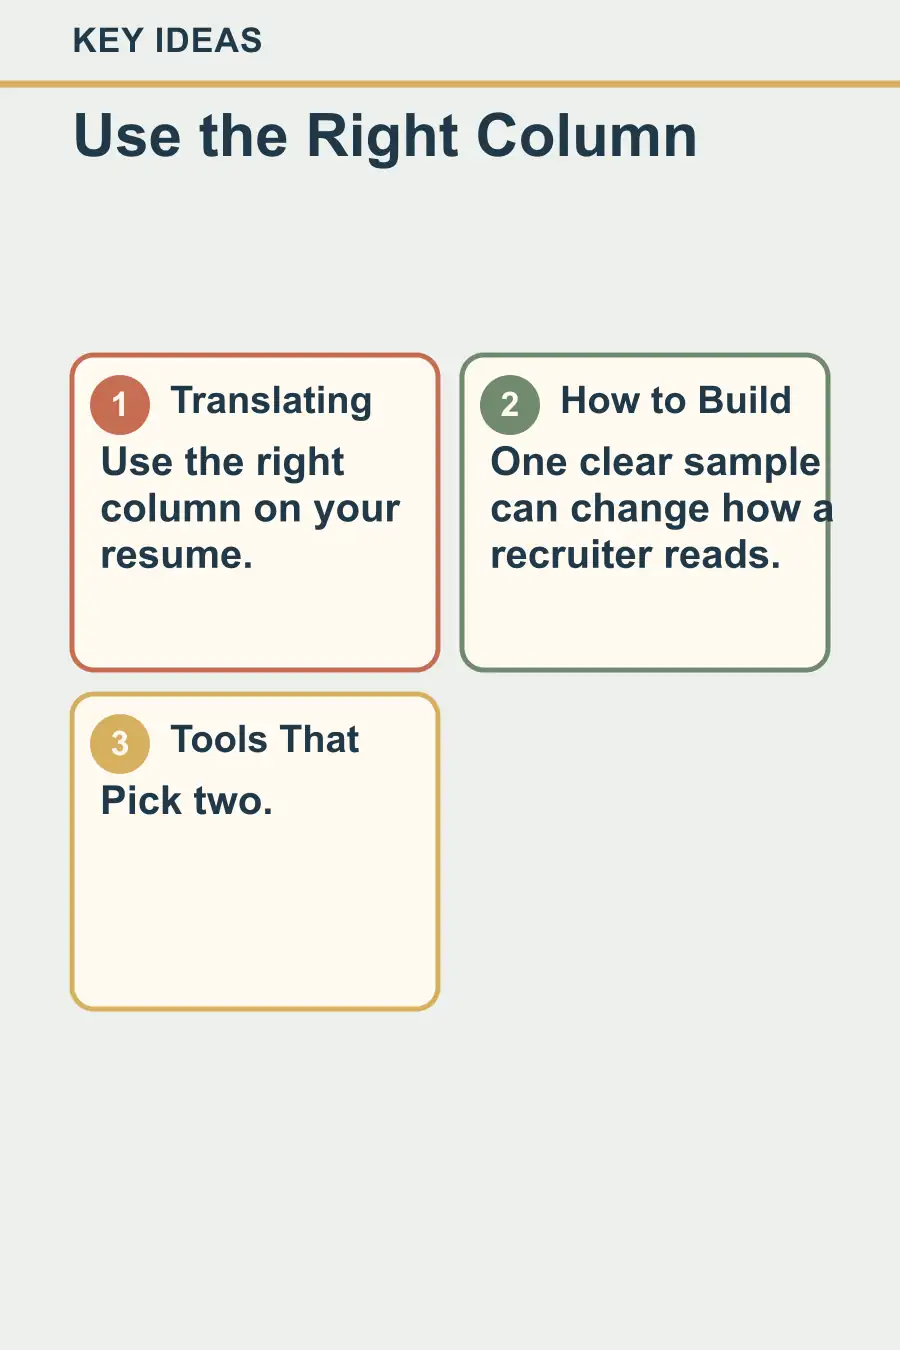 KEY IDEAS
Use the Right Column
1 Translating
Use the right
column on your
resume.
2 How to Build
One clear sample
can change how a
recruiter reads.
3 Tools That
Pick two.